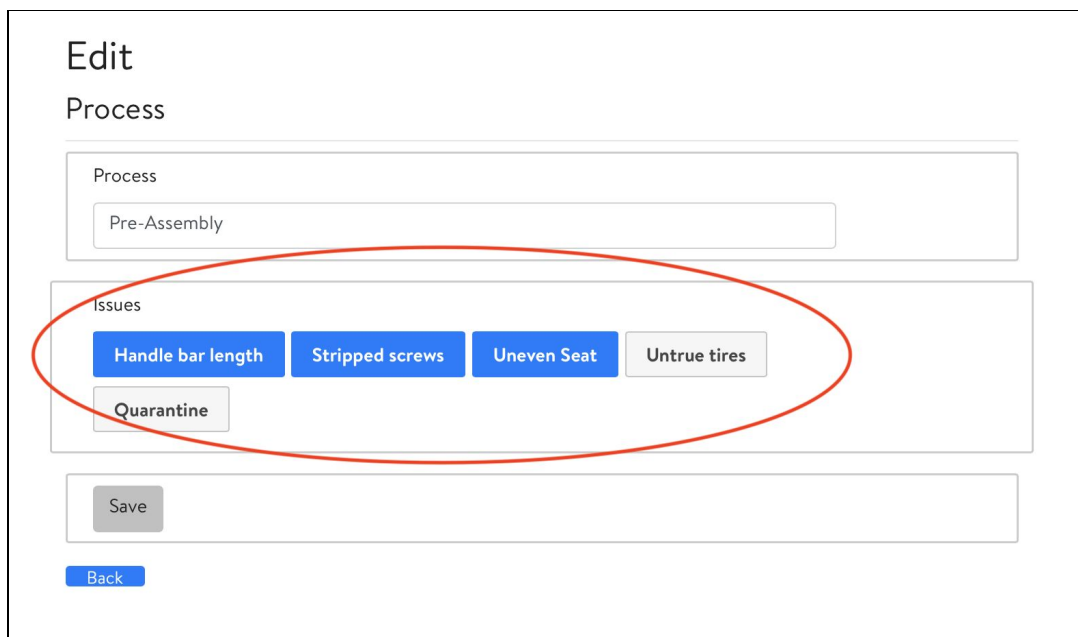 Edit
Process
Process
Pre-Assembly
Issues
Handle bar length Stripped screws Uneven Seat Untrue tires
Quarantine
Save
Back